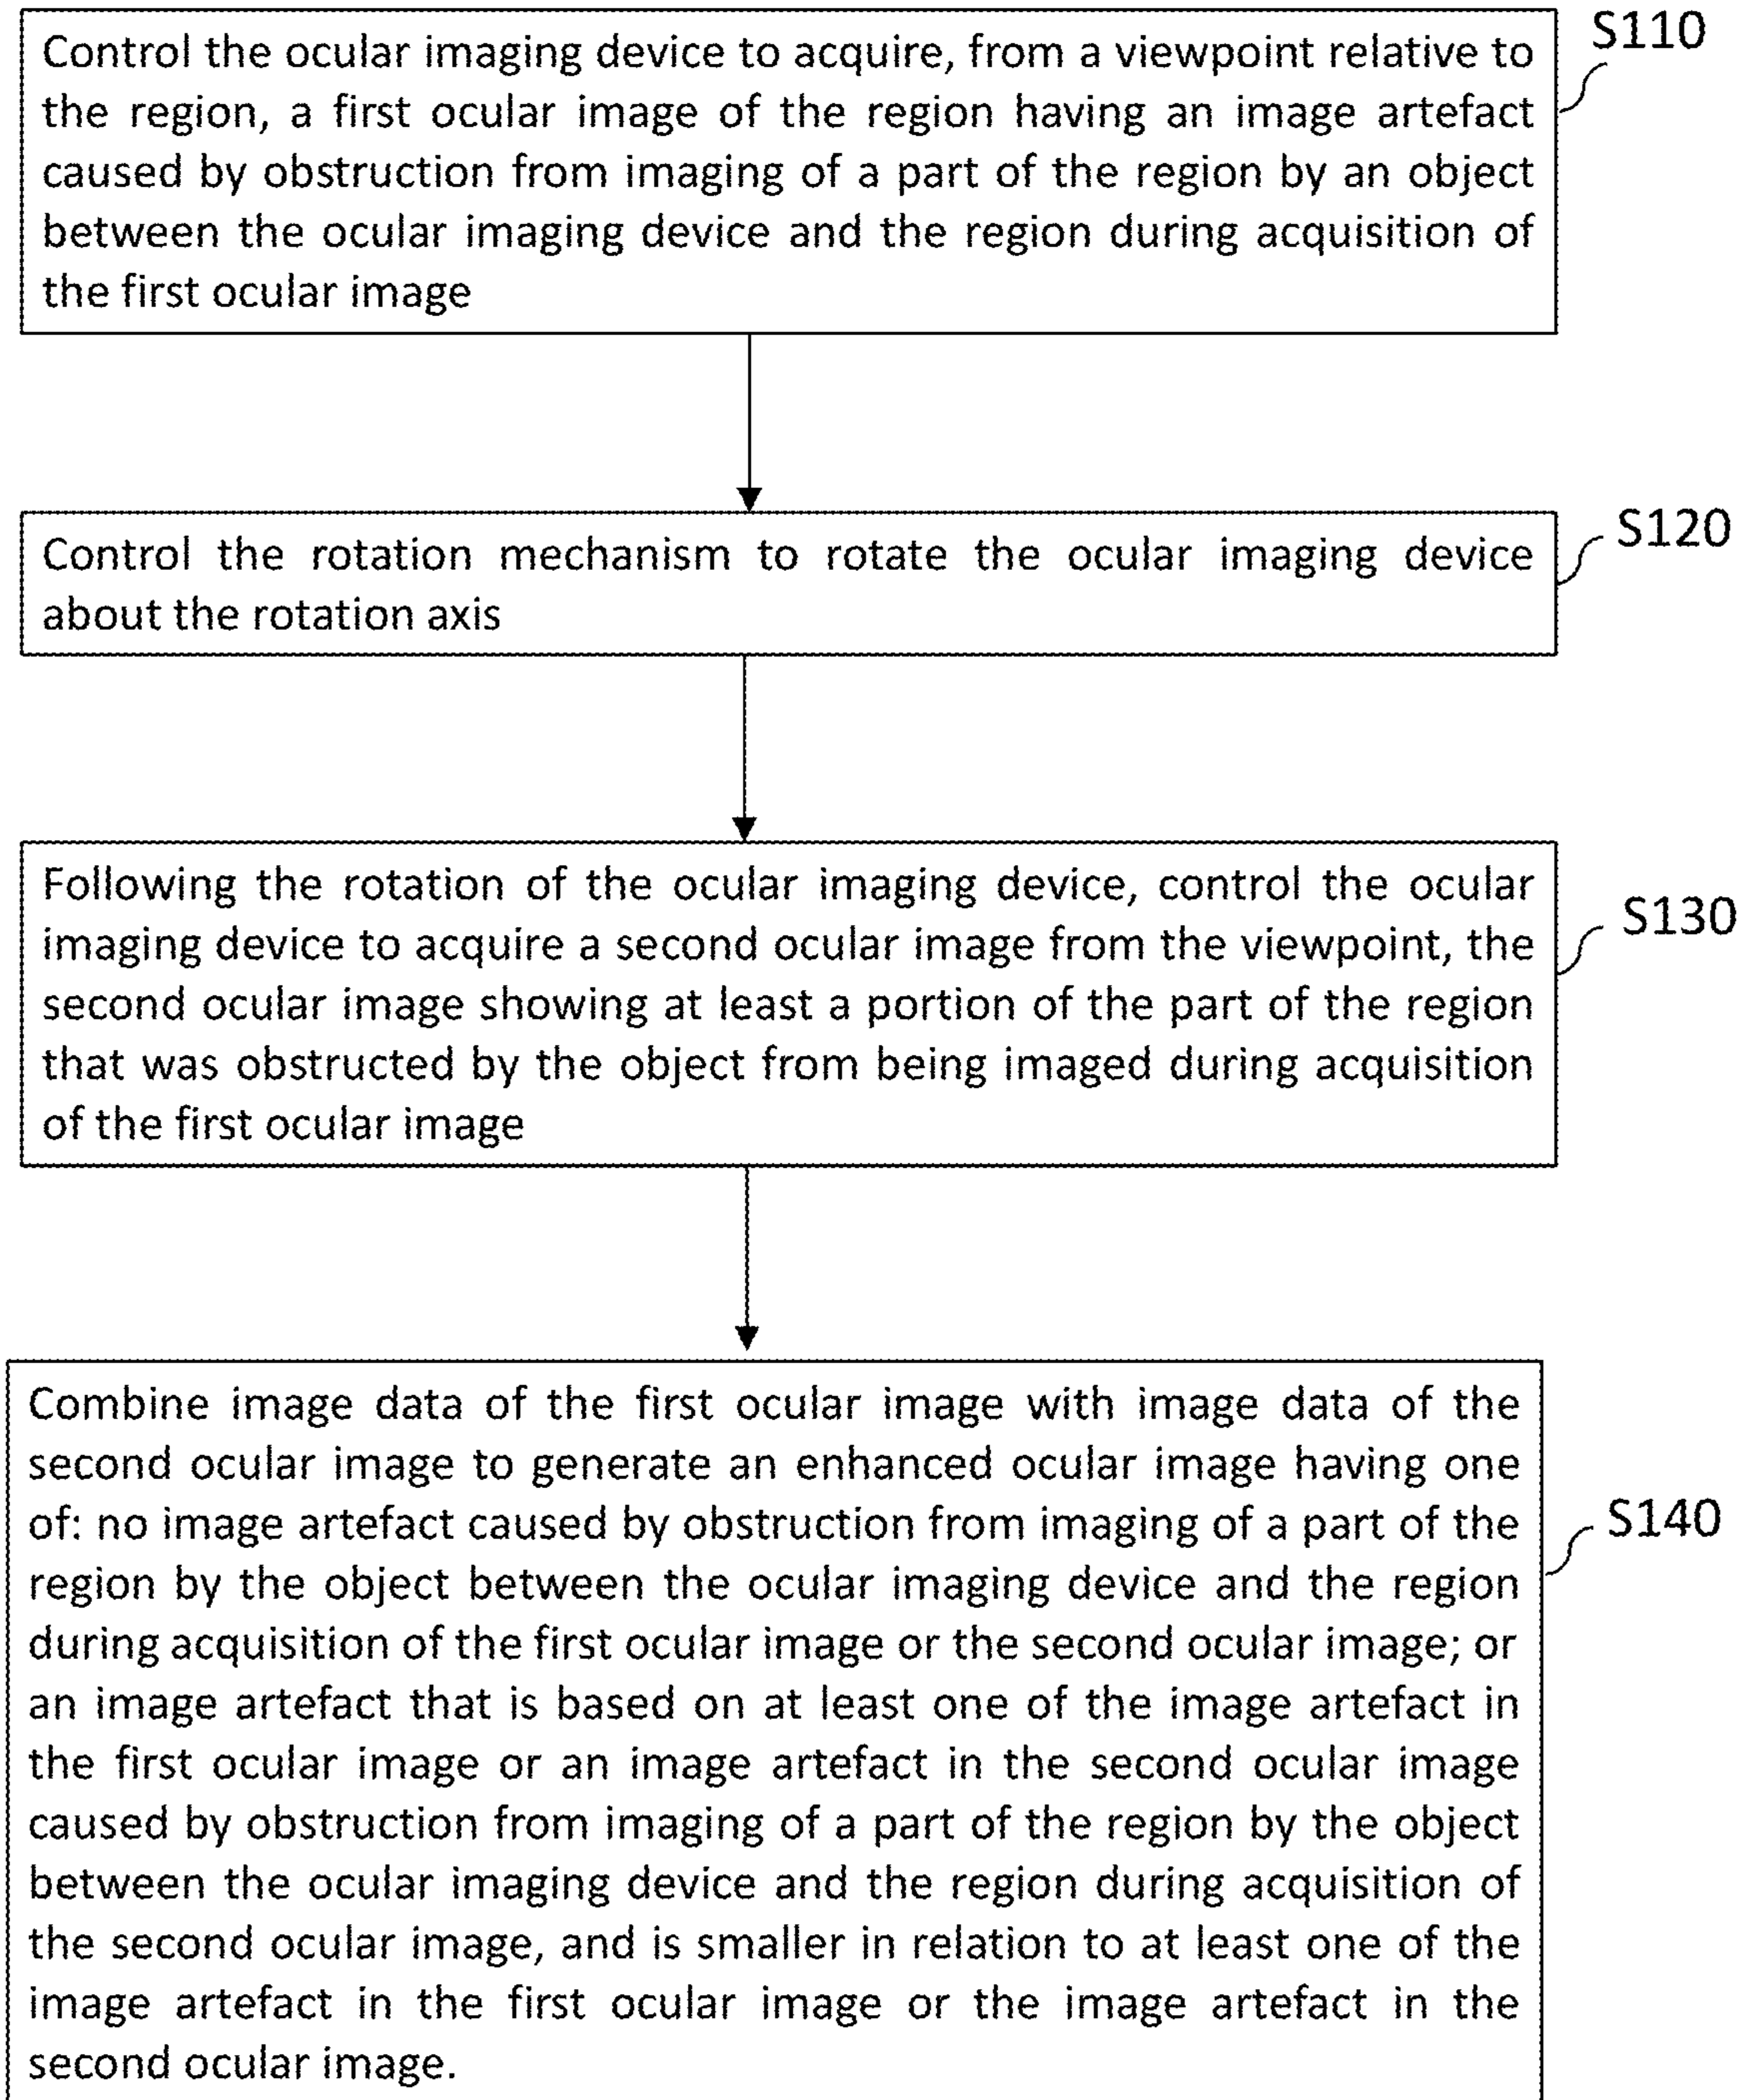 S110
Control the ocular imaging device to acquire, from a viewpoint relative to
the region, a first ocular image of the region having an image artefact
caused by obstruction from imaging of a part of the region by an object
between the ocular imaging device and the region during acquisition of
the first ocular image
S120
Control the rotation mechanism to rotate the ocular imaging device
about the rotation axis
S130
Following the rotation of the ocular imaging device, control the ocular
imaging device to acquire a second ocular image from the viewpoint, the
second ocular image showing at least a portion of the part of the region
that was obstructed by the object from being imaged during acquisition
of the first ocular image
S140
Combine image data of the first ocular image with image data of the
second ocular image to generate an enhanced ocular image having one
of: no image artefact caused by obstruction from imaging of a part of the
region by the object between the ocular imaging device and the region
during acquisition of the first ocular image or the second ocular image; or
an image artefact that is based on at least one of the image artefact in
the first ocular image or an image artefact in the second ocular image
caused by obstruction from imaging of a part of the region by the object
between the ocular imaging device and the region during acquisition of
the second ocular image, and is smaller in relation to at least one of the
image artefact in the first ocular image or the image artefact in the
second ocular image.